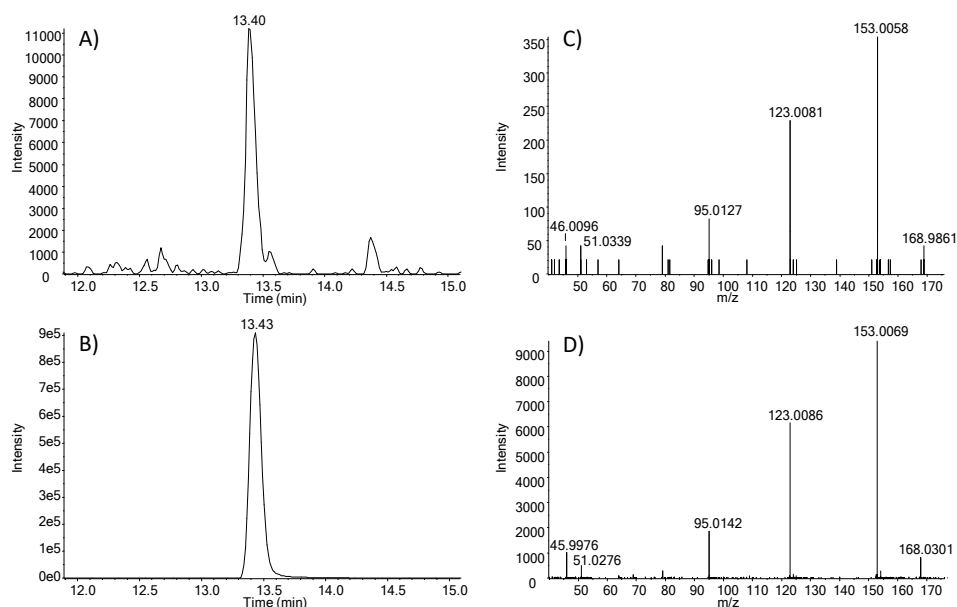 A)
13.40
Intensity
11000
10000
9000
8000
7000
6000
5000
4000
3000
2000
1000
0
12.0 12.5 13.0 13.5 14.0 14.5 15.0
Time (min)
C)
153.0058
123.0081
95.0127
46.0096
51.0339
168.9861
Intensity
350
300
250
200
150
100
50
0
50 60 70 80 90 100 110 120 130 140 150 160 170
m/z
B)
13.43
Intensity
9e5
8e5
7e5
6e5
5e5
4e5
3e5
2e5
1e5
0e0
12.0 12.5 13.0 13.5 14.0 14.5 15.0
Time (min)
D)
153.0069
123.0086
95.0142
45.9976
51.0276
168.0301
Intensity
9000
8000
7000
6000
5000
4000
3000
2000
1000
0
50 60 70 80 90 100 110 120 130 140 150 160 170
m/z